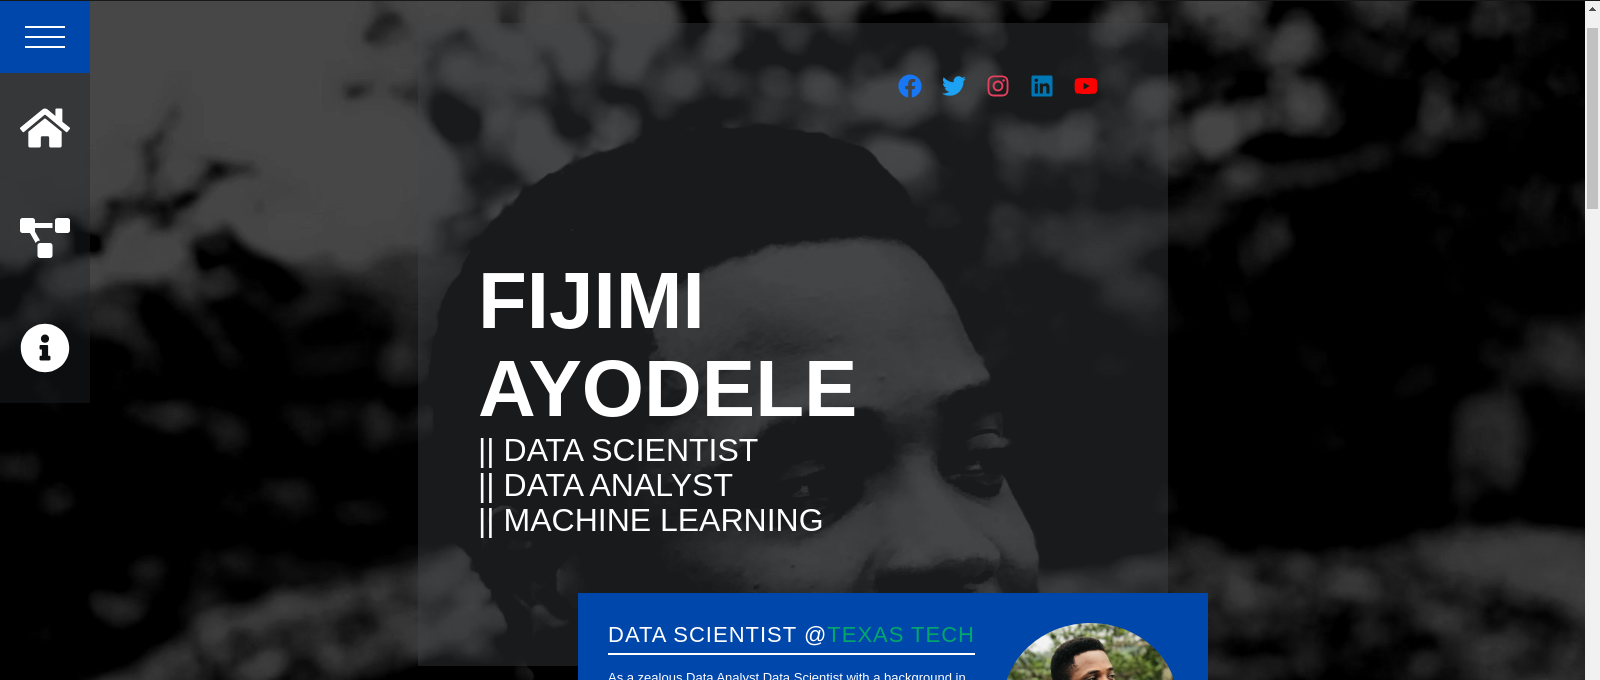 FIJIMI
AYODELE
|| DATA SCIENTIST
|| DATA ANALYST
|| MACHINE LEARNING
DATA SCIENTIST @TEXAS TECH
As a zealous Data Analyst Data Scientist with a background in